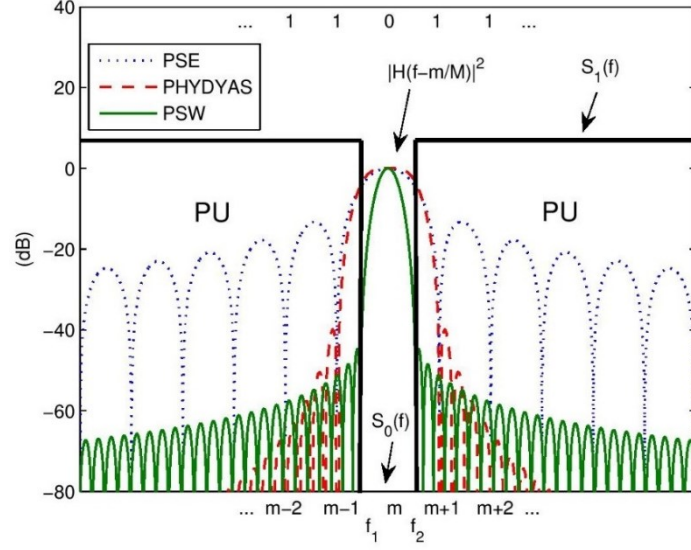 40
20
0
−20
−40
−60
−80
(dB)
... 1 1 0 1 1 ...
PSE
PHYDYAS
PSW
|H(f−m/M)|²
S₁(f)
PU
PU
S₀(f)
... m−2 m−1 m m+1 m+2 ...
f₁ f₂